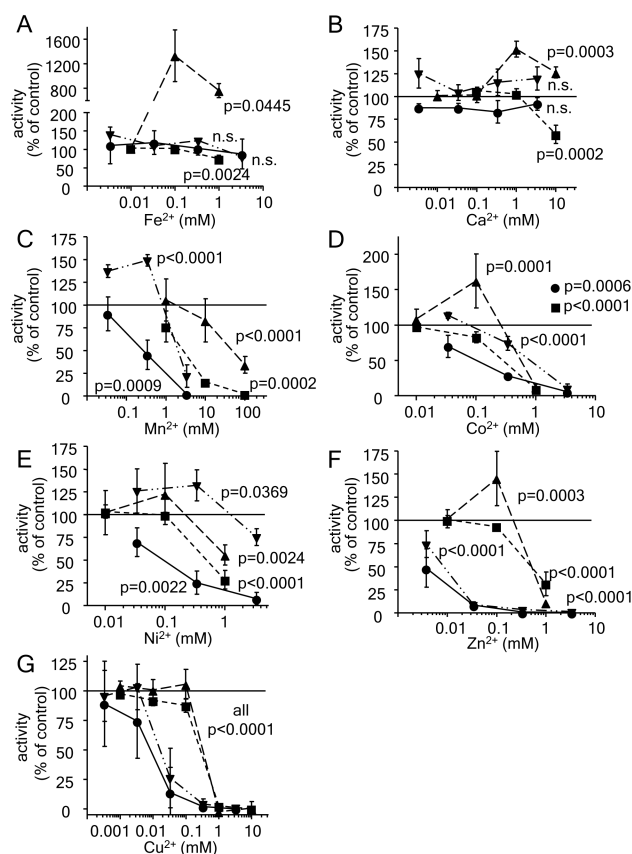 A
activity
(% of control)
1600
1200
800
400
200
150
100
50
0
p=0.0445
n.s.
n.s.
p=0.0024
0.01 0.1 1 10
Fe2+ (mM)
B
activity
(% of control)
175
150
125
100
75
50
25
0
p=0.0003
n.s.
n.s.
p=0.0002
0.01 0.1 1 10
Ca2+ (mM)
C
activity
(% of control)
175
150
125
100
75
50
25
0
p<0.0001
p<0.0001
p=0.0009
p=0.0002
0.1 1 10 100
Mn2+ (mM)
D
activity
(% of control)
200
150
100
50
0
p=0.0001
p=0.0006
p<0.0001
p<0.0001
0.01 0.1 1 10
Co2+ (mM)
E
activity
(% of control)
175
150
125
100
75
50
25
0
p=0.0369
p=0.0024
p=0.0022
p<0.0001
0.01 0.1 1
Ni2+ (mM)
F
activity
(% of control)
175
150
125
100
75
50
25
0
p=0.0003
p<0.0001
p<0.0001
p<0.0001
0.01 0.1 1 10
Zn2+ (mM)
G
activity
(% of control)
125
100
75
50
25
0
all
p<0.0001
0.001 0.01 0.1 1 10
Cu2+ (mM)